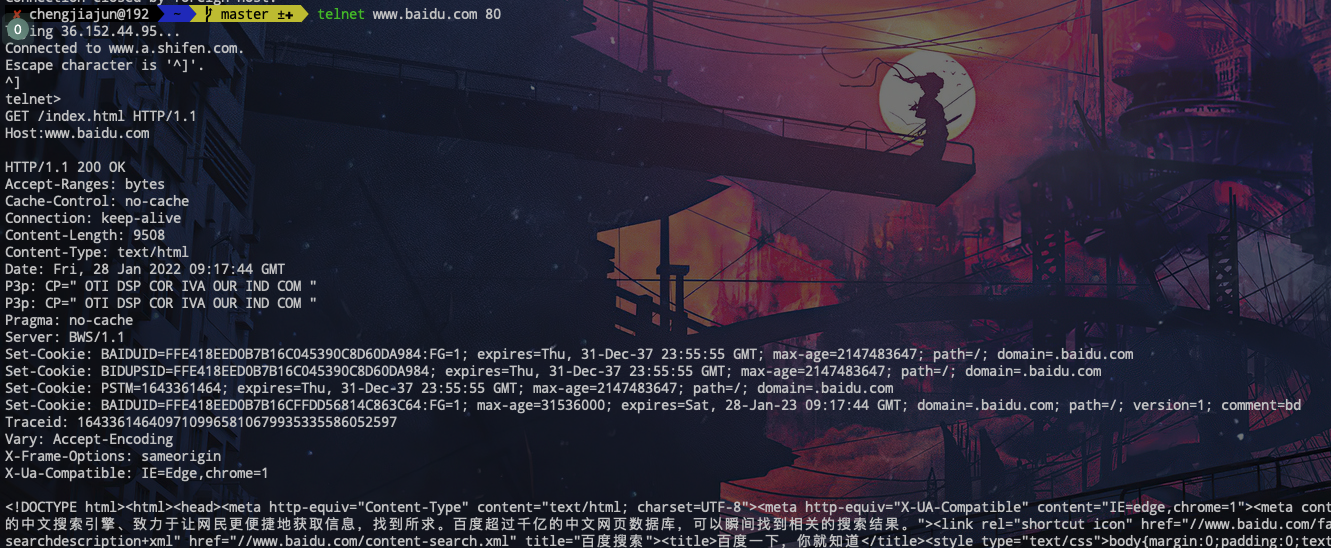 Connection closed by foreign host.
✘ chengjiajun@192 ~ master ±✚ telnet www.baidu.com 80
ing 36.152.44.95...
Connected to www.a.shifen.com.
Escape character is '^]'.
^]
telnet>
GET /index.html HTTP/1.1
Host:www.baidu.com
HTTP/1.1 200 OK
Accept-Ranges: bytes
Cache-Control: no-cache
Connection: keep-alive
Content-Length: 9508
Content-Type: text/html
Date: Fri, 28 Jan 2022 09:17:44 GMT
P3p: CP=" OTI DSP COR IVA OUR IND COM "
P3p: CP=" OTI DSP COR IVA OUR IND COM "
Pragma: no-cache
Server: BWS/1.1
Set-Cookie: BAIDUID=FFE418EED0B7B16C045390C8D60DA984:FG=1; expires=Thu, 31-Dec-37 23:55:55 GMT; max-age=2147483647; path=/; domain=.baidu.com
Set-Cookie: BIDUPSID=FFE418EED0B7B16C045390C8D60DA984; expires=Thu, 31-Dec-37 23:55:55 GMT; max-age=2147483647; path=/; domain=.baidu.com
Set-Cookie: PSTM=1643361464; expires=Thu, 31-Dec-37 23:55:55 GMT; max-age=2147483647; path=/; domain=.baidu.com
Set-Cookie: BAIDUID=FFE418EED0B7B16CFFDD56814C863C64:FG=1; max-age=31536000; expires=Sat, 28-Jan-23 09:17:44 GMT; domain=.baidu.com; path=/; version=1; comment=bd
Traceid: 1643361464097109965810679935335586052597
Vary: Accept-Encoding
X-Frame-Options: sameorigin
X-Ua-Compatible: IE=Edge,chrome=1
<!DOCTYPE html><html><head><meta http-equiv="Content-Type" content="text/html; charset=UTF-8"><meta http-equiv="X-UA-Compatible" content="IE=edge,chrome=1"><meta cont
的中文搜索引擎、致力于让网民更便捷地获取信息，找到所求。百度超过千亿的中文网页数据库，可以瞬间找到相关的搜索结果。"><link rel="shortcut icon" href="//www.baidu.com/fa
searchdescription+xml" href="//www.baidu.com/content-search.xml" title="百度搜索"><title>百度一下，你就知道</title><style type="text/css">body{margin:0;padding:0;text